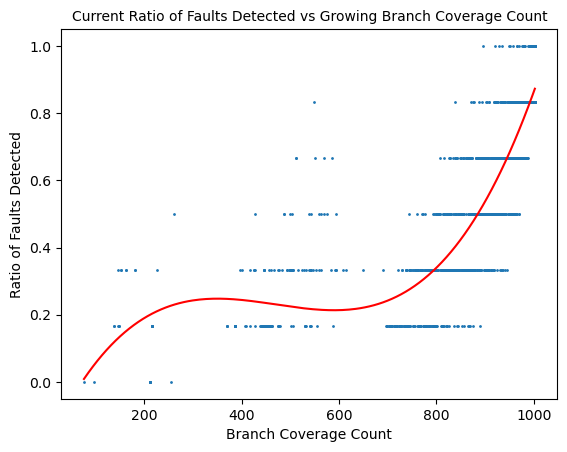 Current Ratio of Faults Detected vs Growing Branch Coverage Count
1.0
0.8
0.6
0.4
0.2
0.0
Ratio of Faults Detected
200 400 600 800 1000
Branch Coverage Count